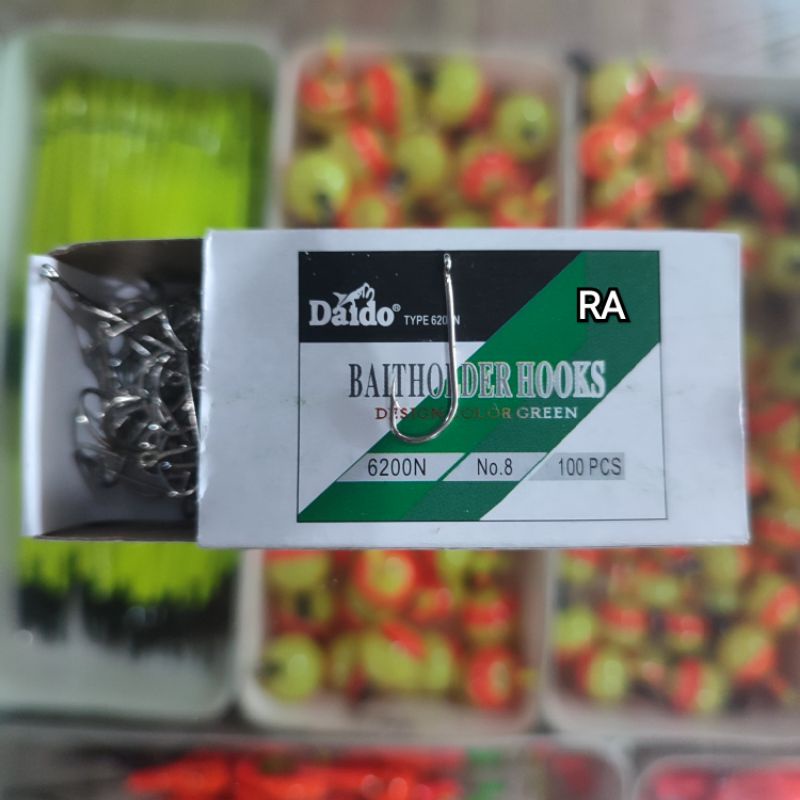 Daido® TYPE 6200N
RA
BAITHOLDER HOOKS
DESIGN COLOR GREEN
6200N No.8 100 PCS